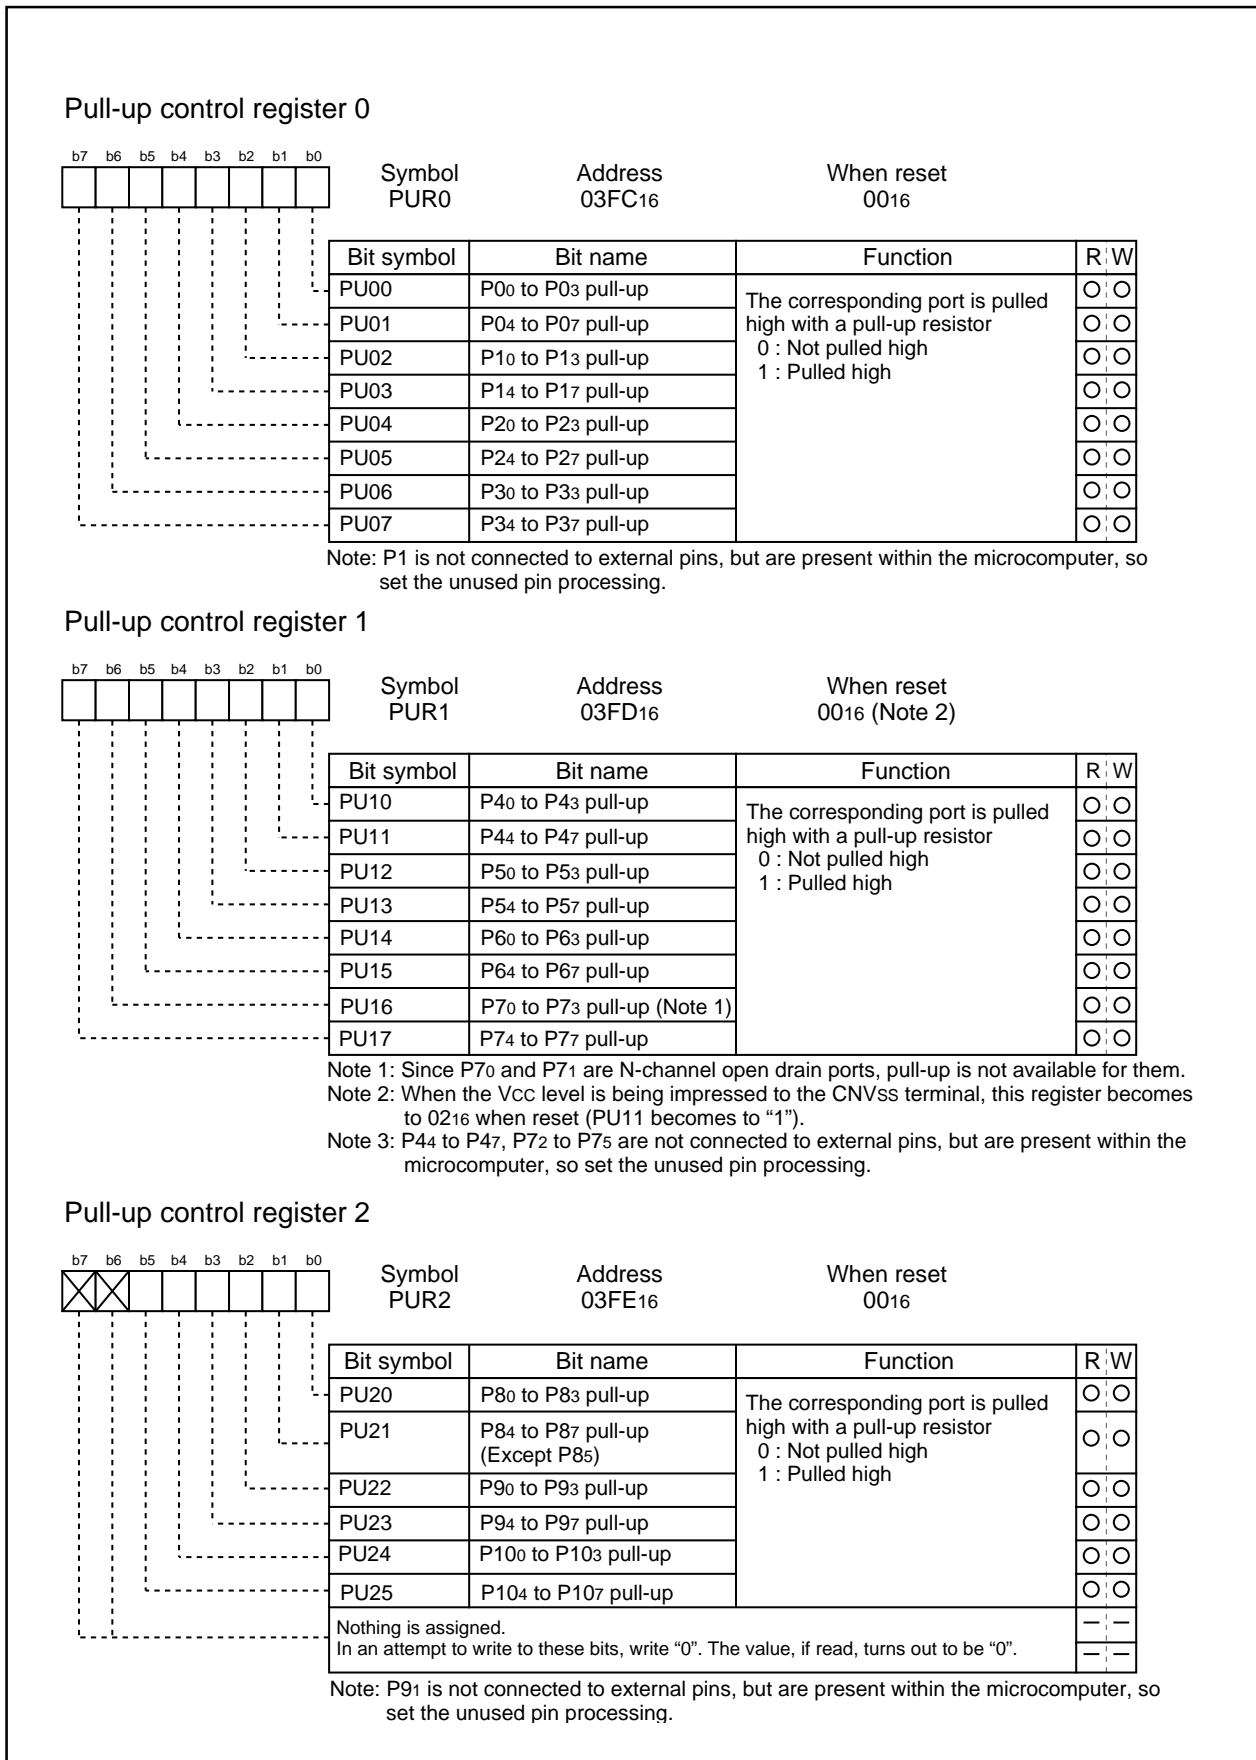 Pull-up control register 0
b7 b6 b5 b4 b3 b2 b1 b0
Symbol Address When reset
PUR0 03FC16 0016
Bit symbol Bit name Function R W
PU00 P00 to P03 pull-up The corresponding port is pulled
high with a pull-up resistor
0 : Not pulled high
1 : Pulled high
PU01 P04 to P07 pull-up
PU02 P10 to P13 pull-up
PU03 P14 to P17 pull-up
PU04 P20 to P23 pull-up
PU05 P24 to P27 pull-up
PU06 P30 to P33 pull-up
PU07 P34 to P37 pull-up
Note: P1 is not connected to external pins, but are present within the microcomputer, so
set the unused pin processing.
Pull-up control register 1
b7 b6 b5 b4 b3 b2 b1 b0
Symbol Address When reset
PUR1 03FD16 0016 (Note 2)
Bit symbol Bit name Function R W
PU10 P40 to P43 pull-up The corresponding port is pulled
high with a pull-up resistor
0 : Not pulled high
1 : Pulled high
PU11 P44 to P47 pull-up
PU12 P50 to P53 pull-up
PU13 P54 to P57 pull-up
PU14 P60 to P63 pull-up
PU15 P64 to P67 pull-up
PU16 P70 to P73 pull-up (Note 1)
PU17 P74 to P77 pull-up
Note 1: Since P70 and P71 are N-channel open drain ports, pull-up is not available for them.
Note 2: When the VCC level is being impressed to the CNVSS terminal, this register becomes
to 0216 when reset (PU11 becomes to “1”).
Note 3: P44 to P47, P72 to P75 are not connected to external pins, but are present within the
microcomputer, so set the unused pin processing.
Pull-up control register 2
b7 b6 b5 b4 b3 b2 b1 b0
Symbol Address When reset
PUR2 03FE16 0016
Bit symbol Bit name Function R W
PU20 P80 to P83 pull-up The corresponding port is pulled
high with a pull-up resistor
0 : Not pulled high
1 : Pulled high
PU21 P84 to P87 pull-up
(Except P85)
PU22 P90 to P93 pull-up
PU23 P94 to P97 pull-up
PU24 P100 to P103 pull-up
PU25 P104 to P107 pull-up
Nothing is assigned.
In an attempt to write to these bits, write “0”. The value, if read, turns out to be “0”.
Note: P91 is not connected to external pins, but are present within the microcomputer, so
set the unused pin processing.